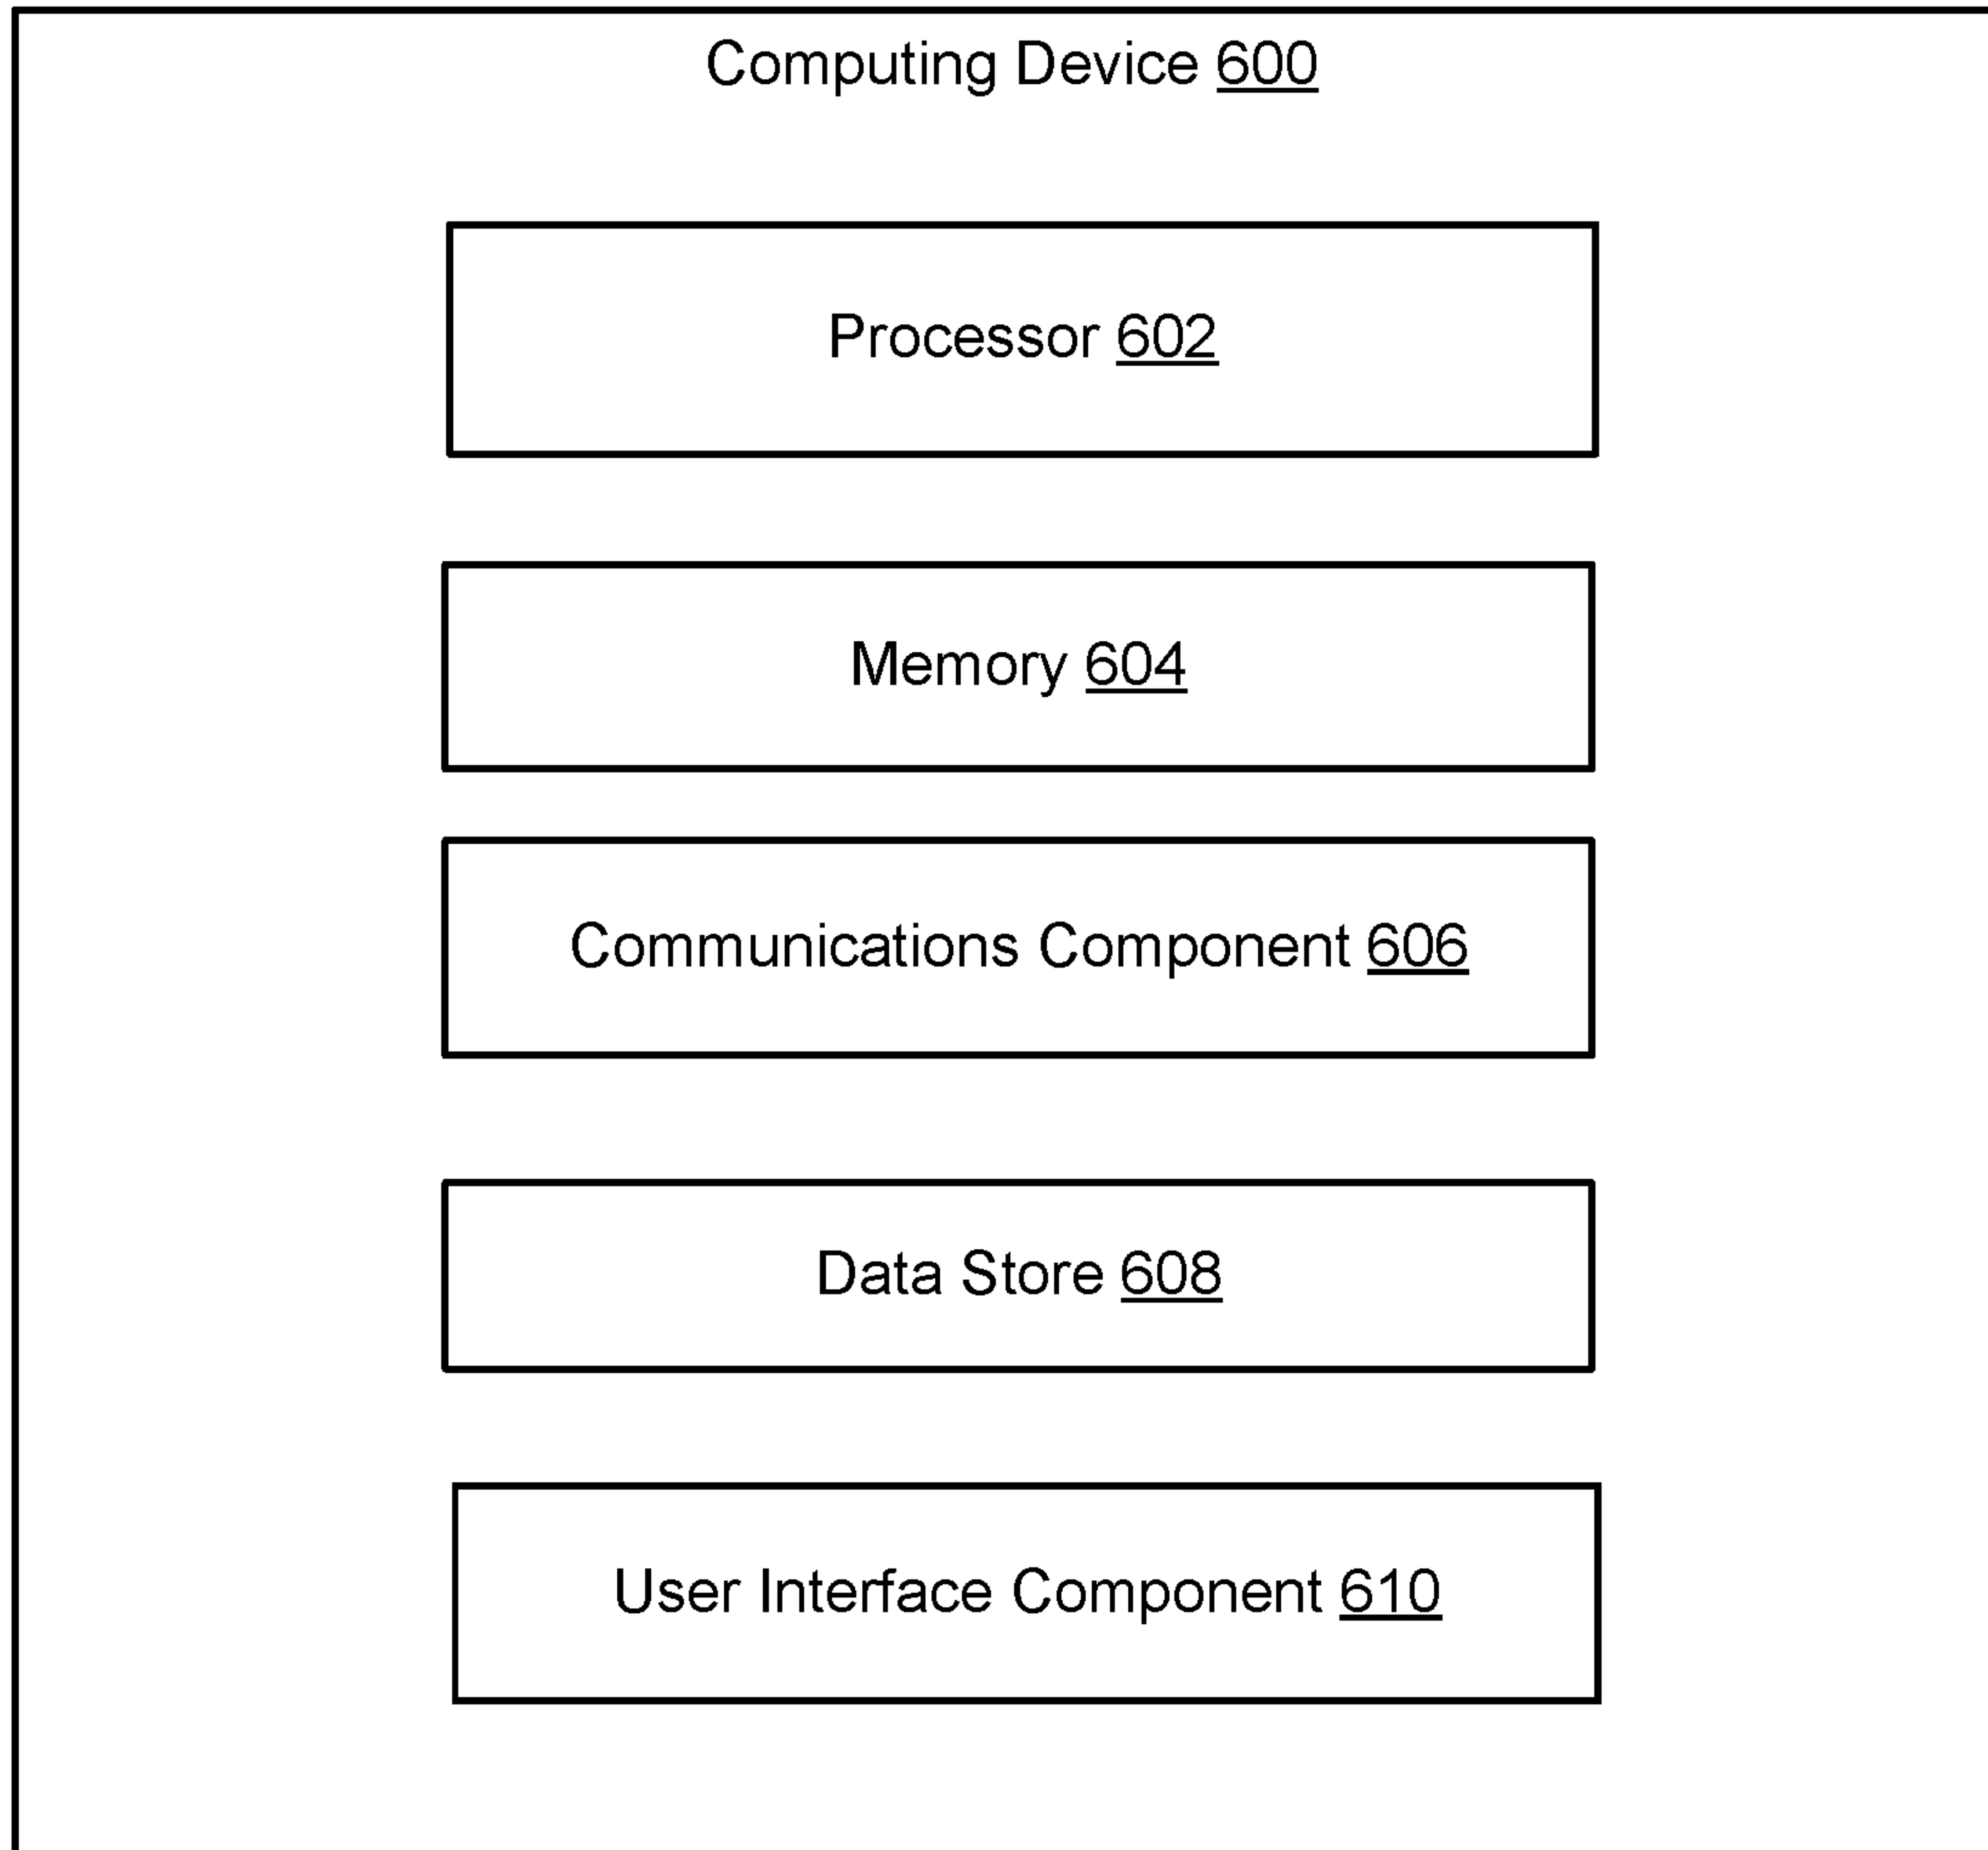 Computing Device 600
Processor 602
Memory 604
Communications Component 606
Data Store 608
User Interface Component 610